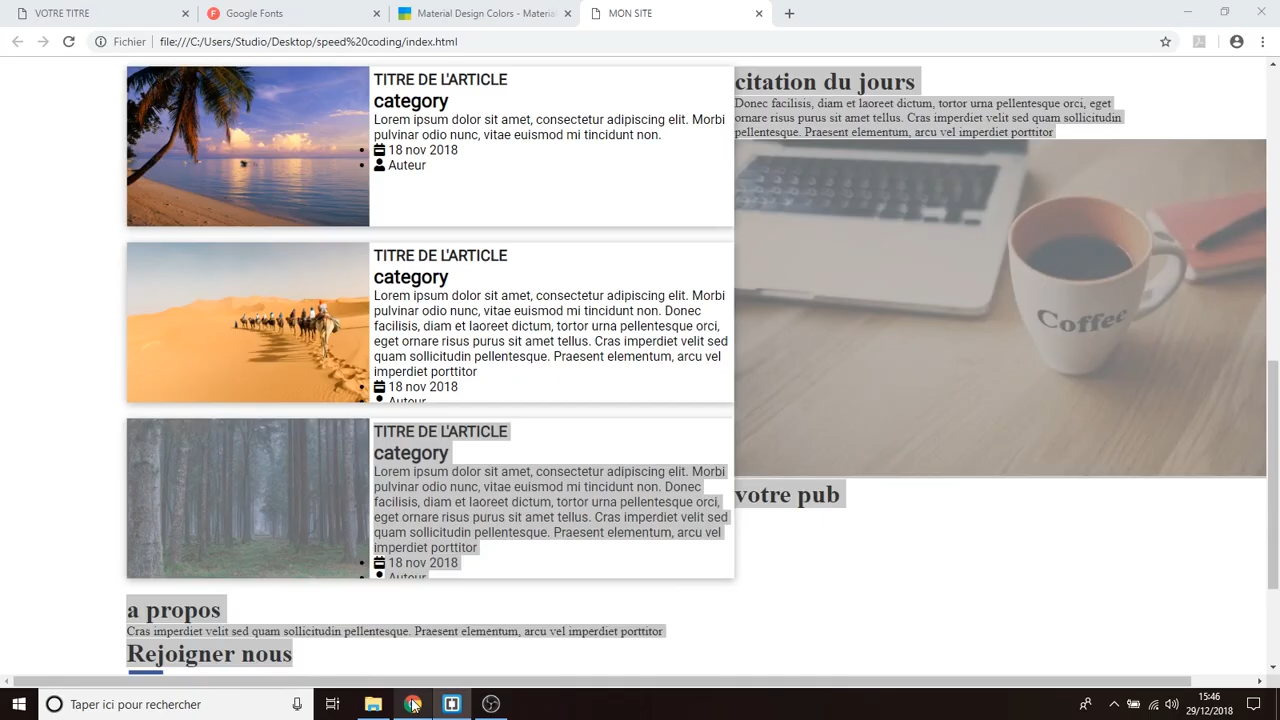 VOTRE TITRE
Google Fonts
Material Design Colors - Material
MON SITE
Fichier
file:///C:/Users/Studio/Desktop/speed%20coding/index.html
TITRE DE L'ARTICLE
category
Lorem ipsum dolor sit amet, consectetur adipiscing elit. Morbi
pulvinar odio nunc, vitae euismod mi tincidunt non.
18 nov 2018
Auteur
TITRE DE L'ARTICLE
category
Lorem ipsum dolor sit amet, consectetur adipiscing elit. Morbi
pulvinar odio nunc, vitae euismod mi tincidunt non. Donec
facilisis, diam et laoreet dictum, tortor urna pellentesque orci,
eget ornare risus purus sit amet tellus. Cras imperdiet velit sed
quam sollicitudin pellentesque. Praesent elementum, arcu vel
imperdiet porttitor
18 nov 2018
Auteur
TITRE DE L'ARTICLE
category
Lorem ipsum dolor sit amet, consectetur adipiscing elit. Morbi
pulvinar odio nunc, vitae euismod mi tincidunt non. Donec
facilisis, diam et laoreet dictum, tortor urna pellentesque orci,
eget ornare risus purus sit amet tellus. Cras imperdiet velit sed
quam sollicitudin pellentesque. Praesent elementum, arcu vel
imperdiet porttitor
18 nov 2018
Auteur
citation du jours
Donec facilisis, diam et laoreet dictum, tortor urna pellentesque orci, eget
ornare risus purus sit amet tellus. Cras imperdiet velit sed quam sollicitudin
pellentesque. Praesent elementum, arcu vel imperdiet porttitor
Coffee
votre pub
a propos
Cras imperdiet velit sed quam sollicitudin pellentesque. Praesent elementum, arcu vel imperdiet porttitor
Rejoigner nous
Taper ici pour rechercher
15:46
29/12/2018